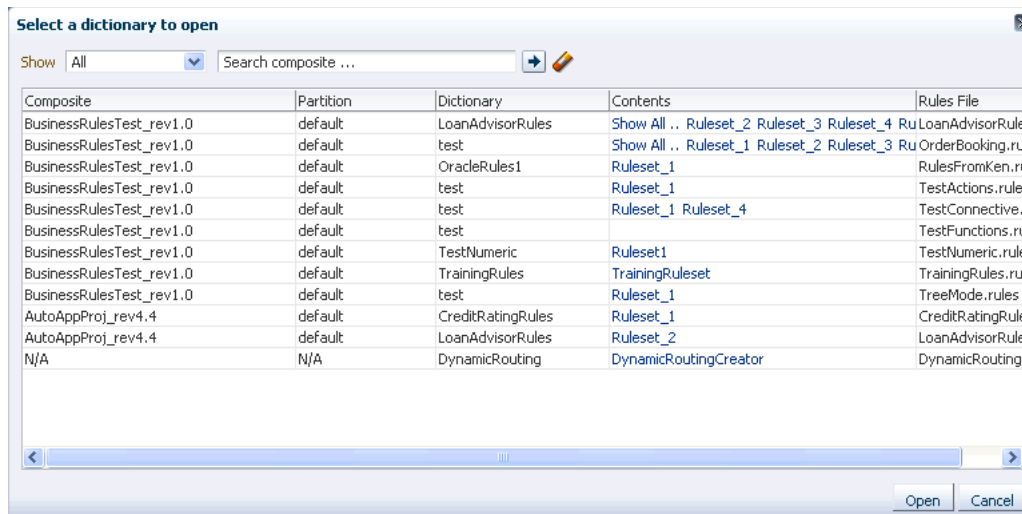 Select a dictionary to open
Show All Search composite ...
Composite Partition Dictionary Contents Rules File
BusinessRulesTest_rev1.0 default LoanAdvisorRules Show All .. Ruleset_2 Ruleset_3 Ruleset_4 Ru LoanAdvisorRule
BusinessRulesTest_rev1.0 default test Show All .. Ruleset_1 Ruleset_2 Ruleset_3 Ru OrderBooking.ru
BusinessRulesTest_rev1.0 default OracleRules1 Ruleset_1 RulesFromKen.ru
BusinessRulesTest_rev1.0 default test Ruleset_1 TestActions.rule
BusinessRulesTest_rev1.0 default test Ruleset_1 Ruleset_4 TestConnective.
BusinessRulesTest_rev1.0 default test TestFunctions.ru
BusinessRulesTest_rev1.0 default TestNumeric Ruleset1 TestNumeric.rule
BusinessRulesTest_rev1.0 default TrainingRules TrainingRuleset TrainingRules.ru
BusinessRulesTest_rev1.0 default test Ruleset_1 TreeMode.rules
AutoAppProj_rev4.4 default CreditRatingRules Ruleset_1 CreditRatingRule
AutoAppProj_rev4.4 default LoanAdvisorRules Ruleset_2 LoanAdvisorRule
N/A N/A DynamicRouting DynamicRoutingCreator DynamicRouting
Open Cancel